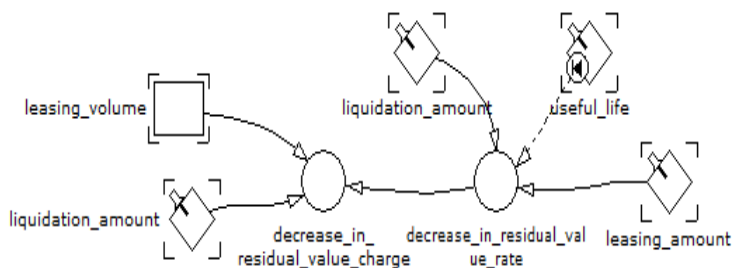 leasing_volume
liquidation_amount
useful_life
liquidation_amount
decrease_in_
residual_value_charge
decrease_in_residual_val
ue_rate
leasing_amount